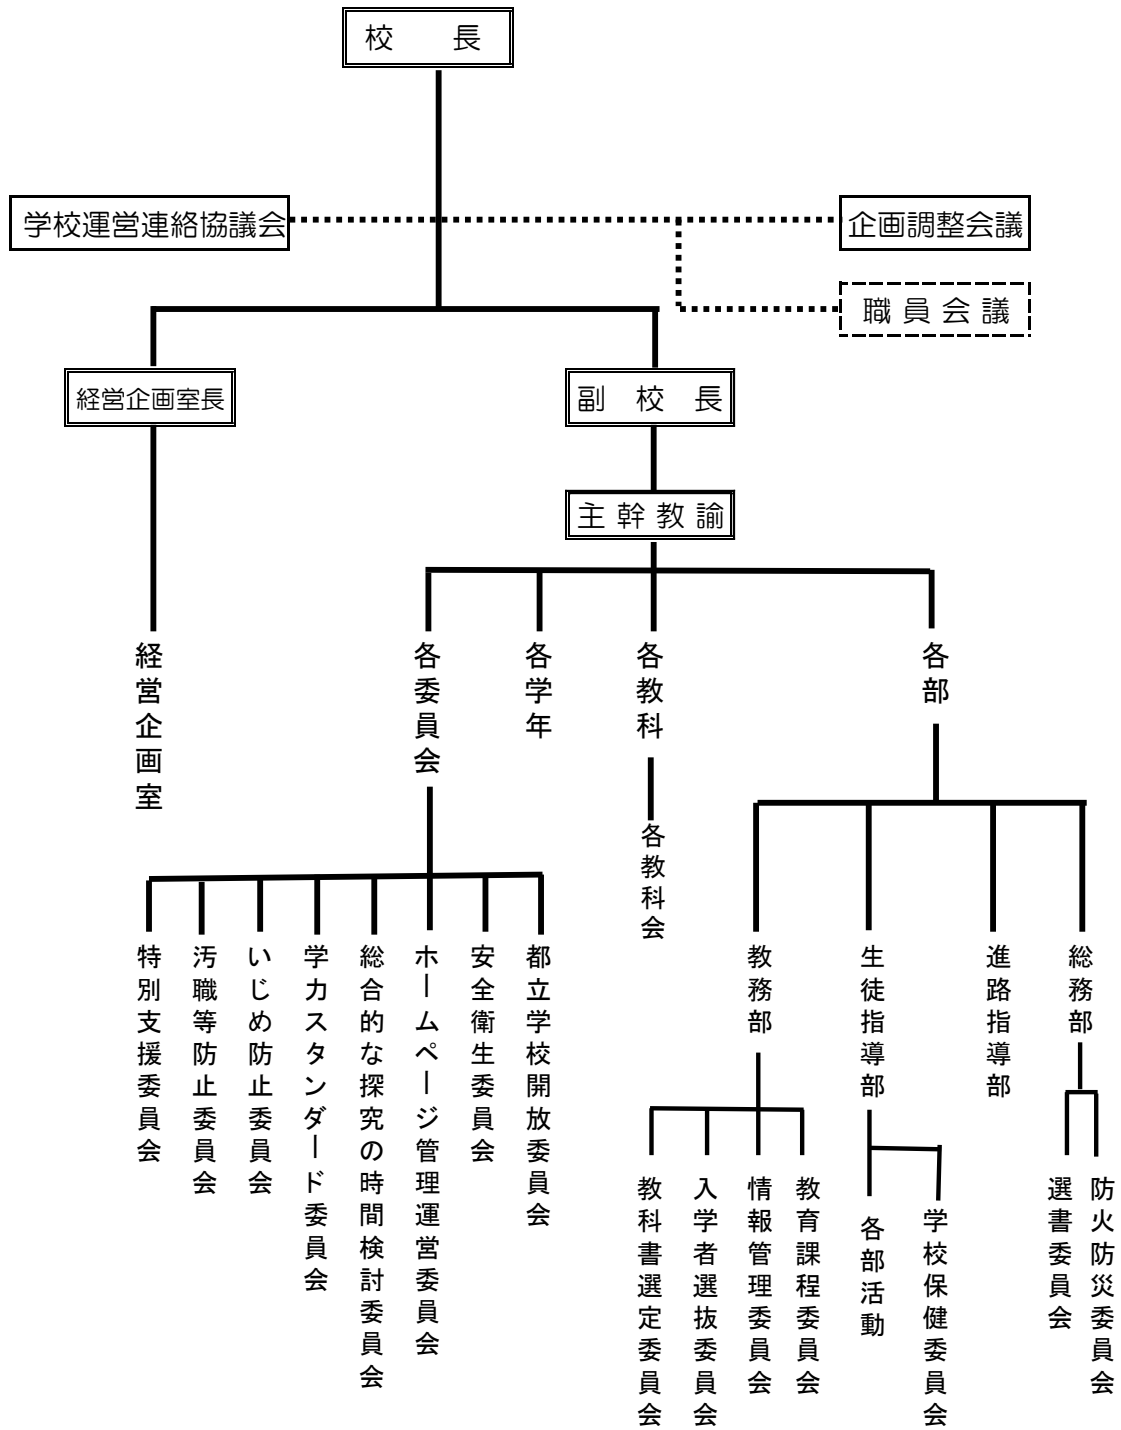 校　長
学校運営連絡協議会
企画調整会議
職員会議
経営企画室長
副　校　長
主幹教諭
経営企画室
各委員会
各学年
各教科
各部
各教科会
特別支援委員会
汚職等防止委員会
いじめ防止委員会
学力スタンダード委員会
総合的な探究の時間検討委員会
ホームページ管理運営委員会
安全衛生委員会
都立学校開放委員会
教務部
生徒指導部
進路指導部
総務部
教科書選定委員会
入学者選抜委員会
情報管理委員会
教育課程委員会
各部活動
学校保健委員会
選書委員会
防火防災委員会